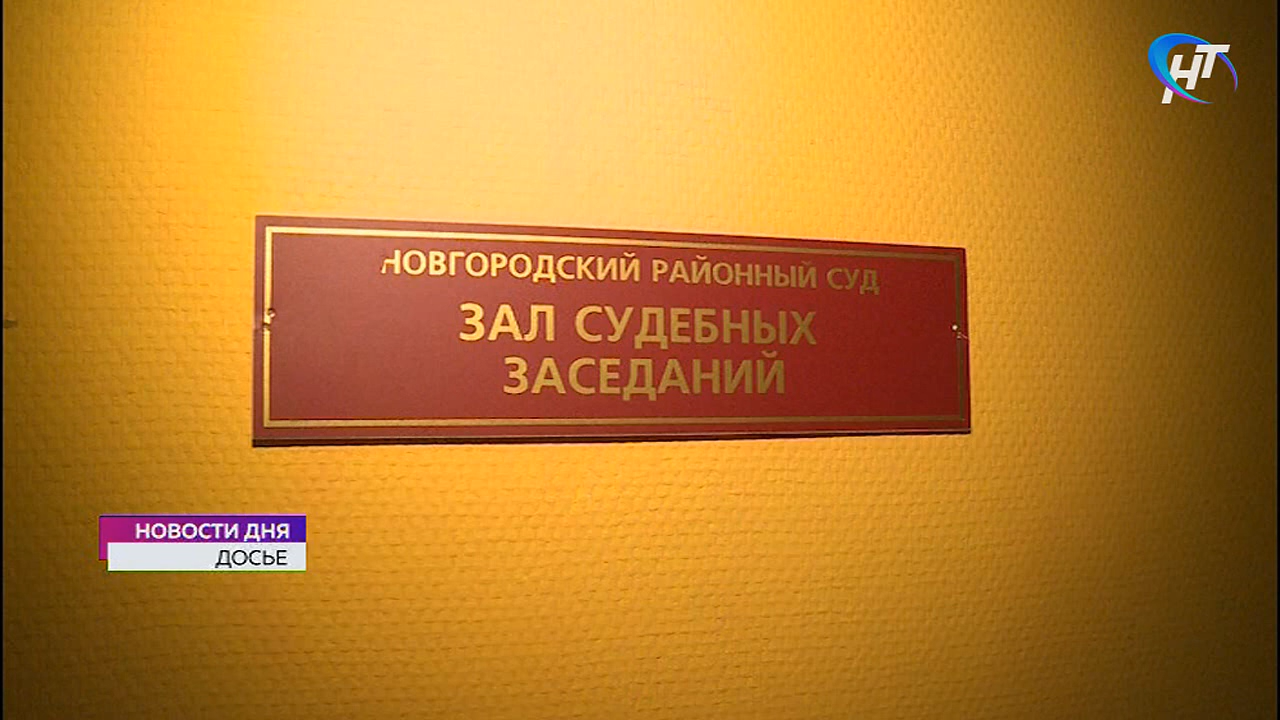 НТ
НОВГОРОДСКИЙ РАЙОННЫЙ СУД
ЗАЛ СУДЕБНЫХ
ЗАСЕДАНИЙ
НОВОСТИ ДНЯ
ДОСЬЕ